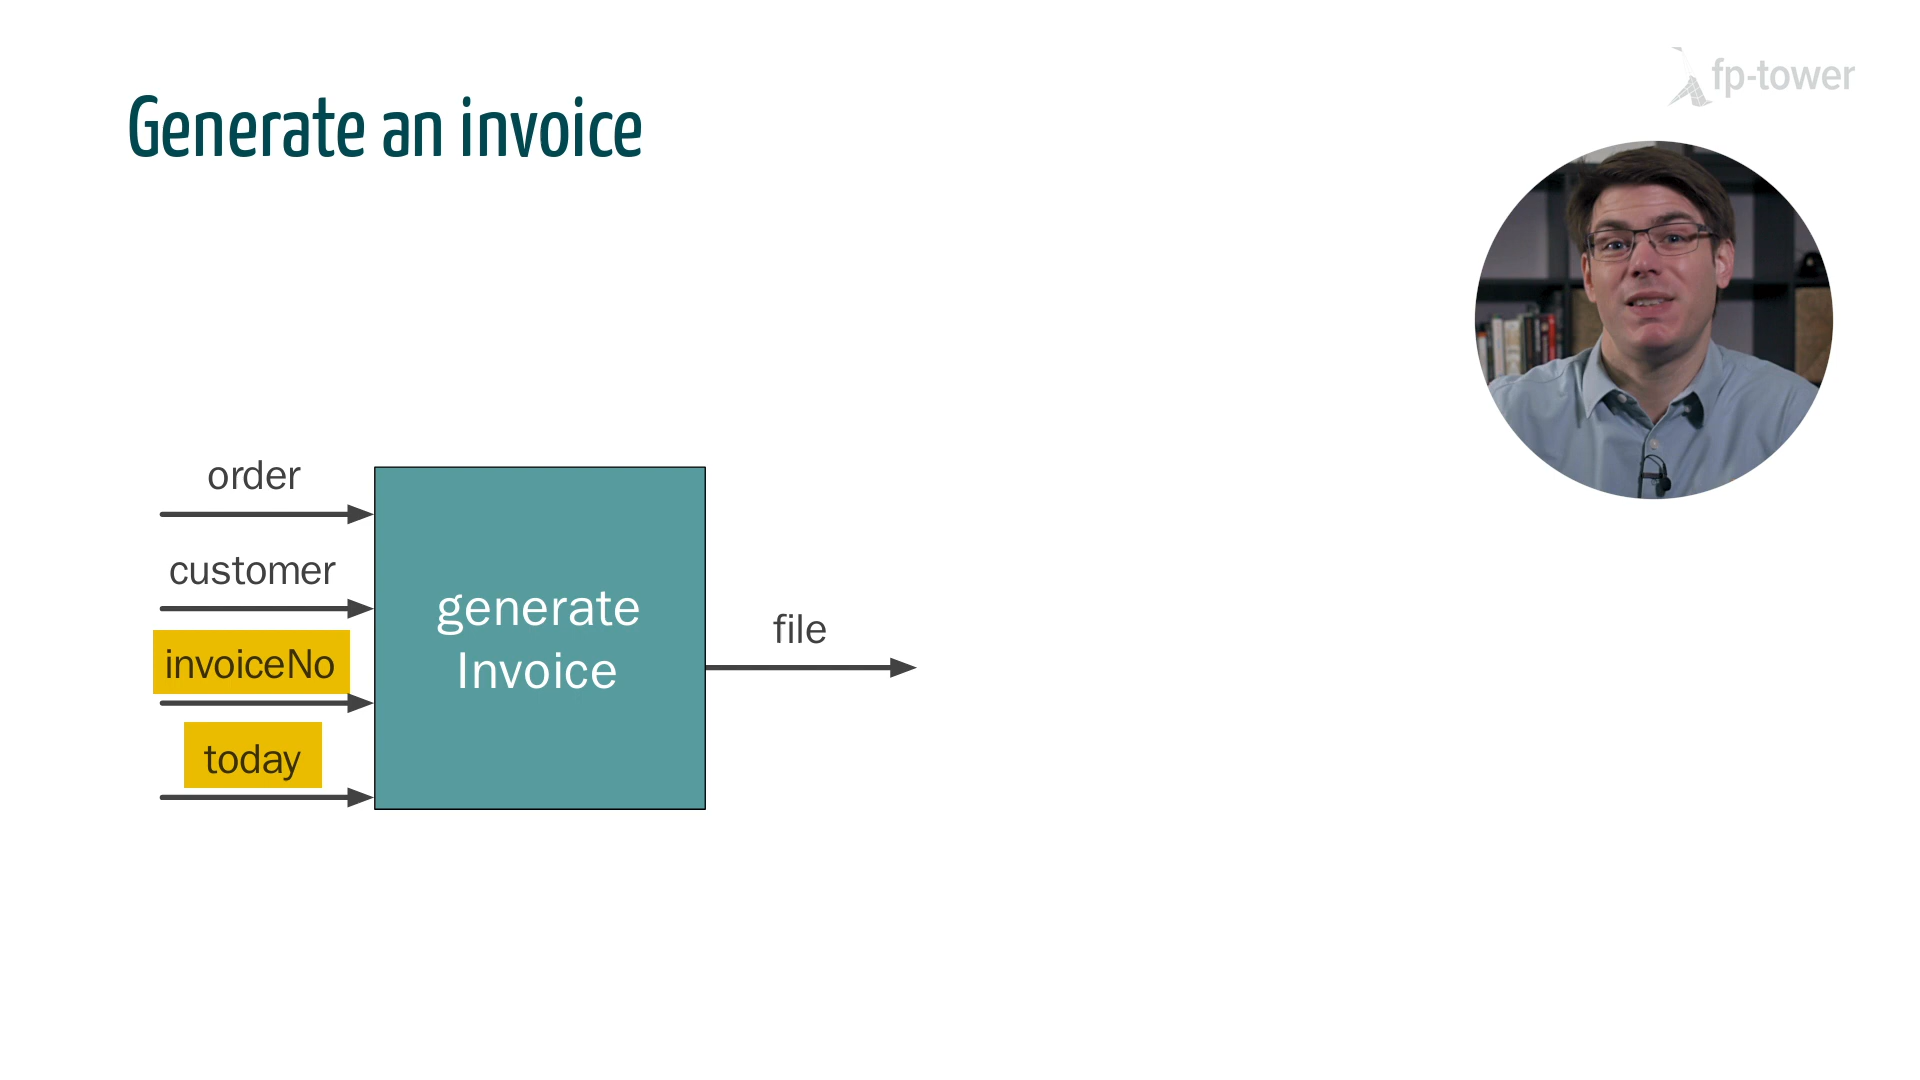 fp-tower
Generate an invoice
order
customer
invoiceNo
today
generate
Invoice
file